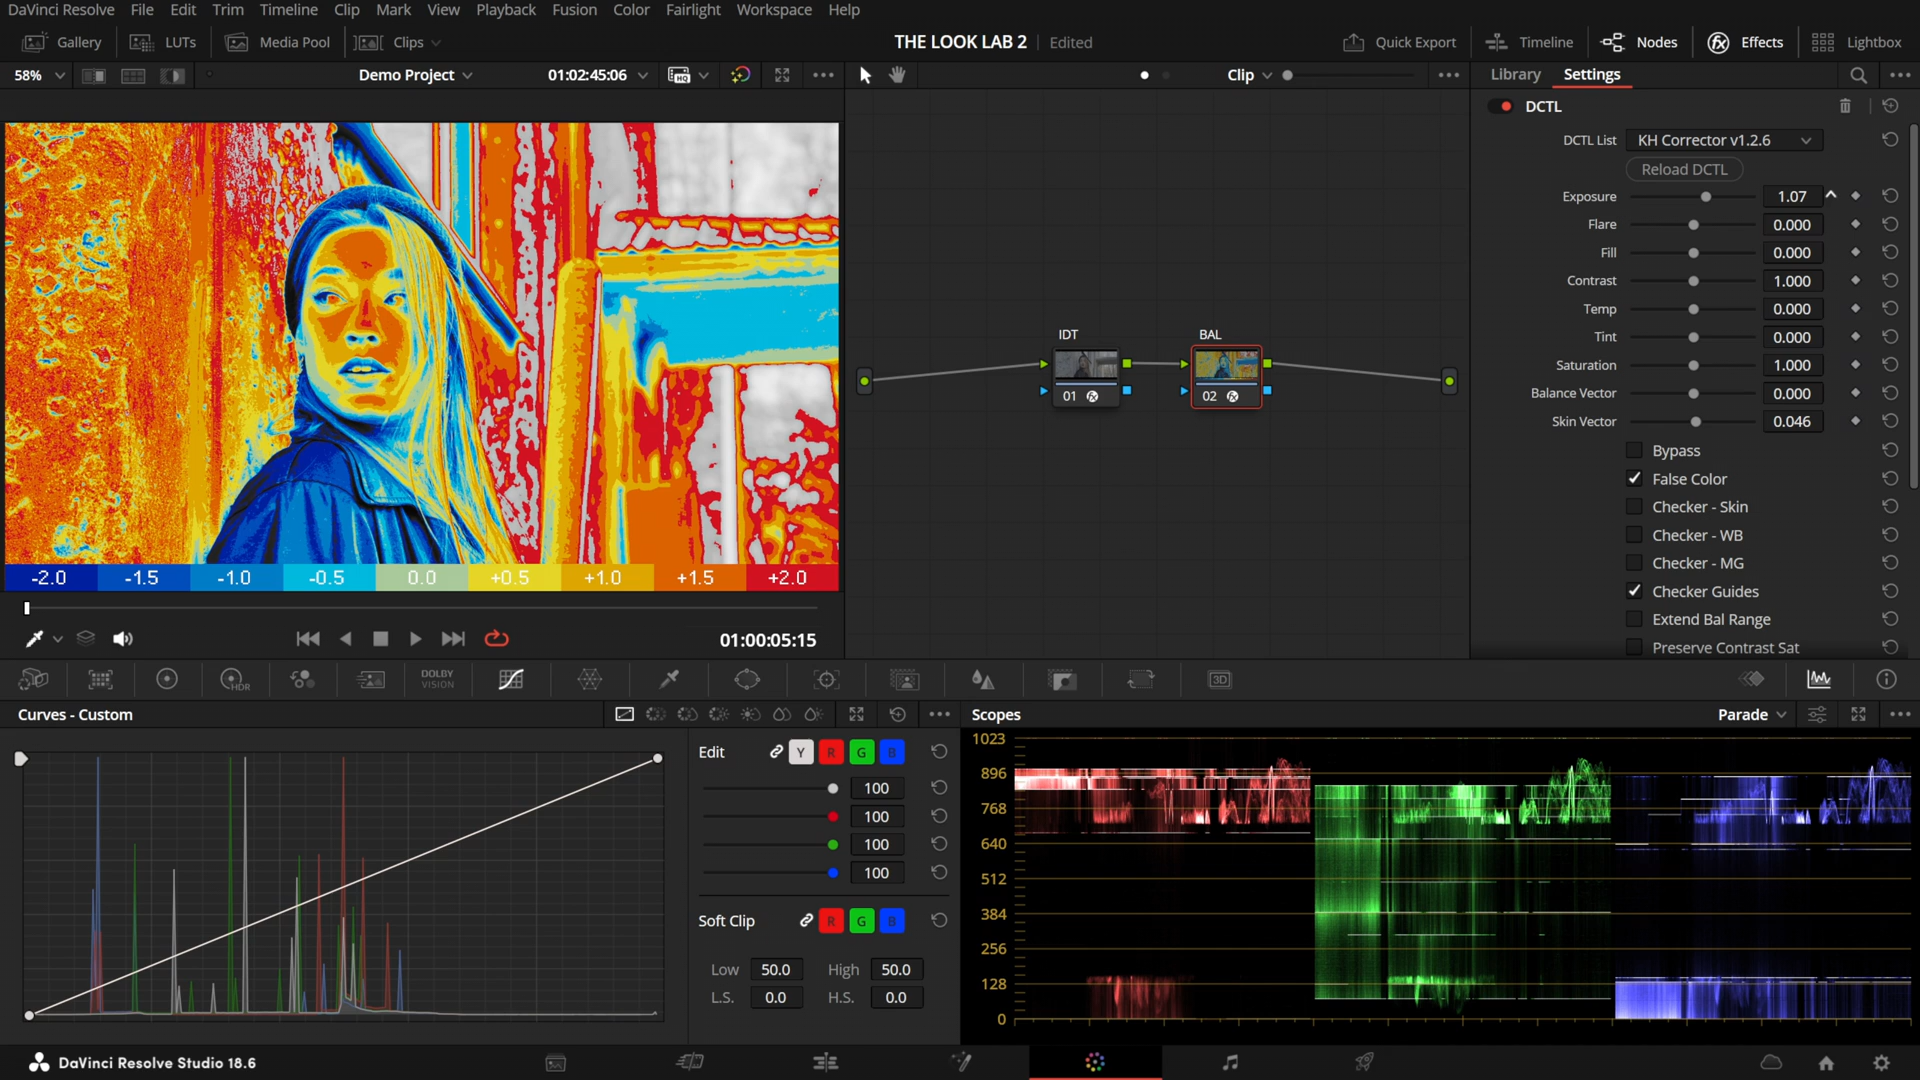 DaVinci Resolve File Edit Trim Timeline Clip Mark View Playback Fusion Color Fairlight Workspace Help
Gallery LUTs Media Pool Clips THE LOOK LAB 2 Edited Quick Export Timeline Nodes Effects Lightbox
58% Demo Project 01:02:45:06 HQ Clip Library Settings
DCTL
DCTL List KH Corrector v1.2.6
Reload DCTL
Exposure 1.07
Flare 0.000
Fill 0.000
Contrast 1.000
Temp 0.000
Tint 0.000
Saturation 1.000
Balance Vector 0.000
Skin Vector 0.046
Bypass
False Color
Checker - Skin
Checker - WB
Checker - MG
Checker Guides
Extend Bal Range
Preserve Contrast Sat
IDT BAL
01 02
-2.0 -1.5 -1.0 -0.5 0.0 +0.5 +1.0 +1.5 +2.0
01:00:05:15
HDR DOLBY VISION 3D
Curves - Custom
Edit Y R G B
100
100
100
100
Soft Clip R G B
Low 50.0 High 50.0
L.S. 0.0 H.S. 0.0
Scopes Parade
1023
896
768
640
512
384
256
128
0
DaVinci Resolve Studio 18.6